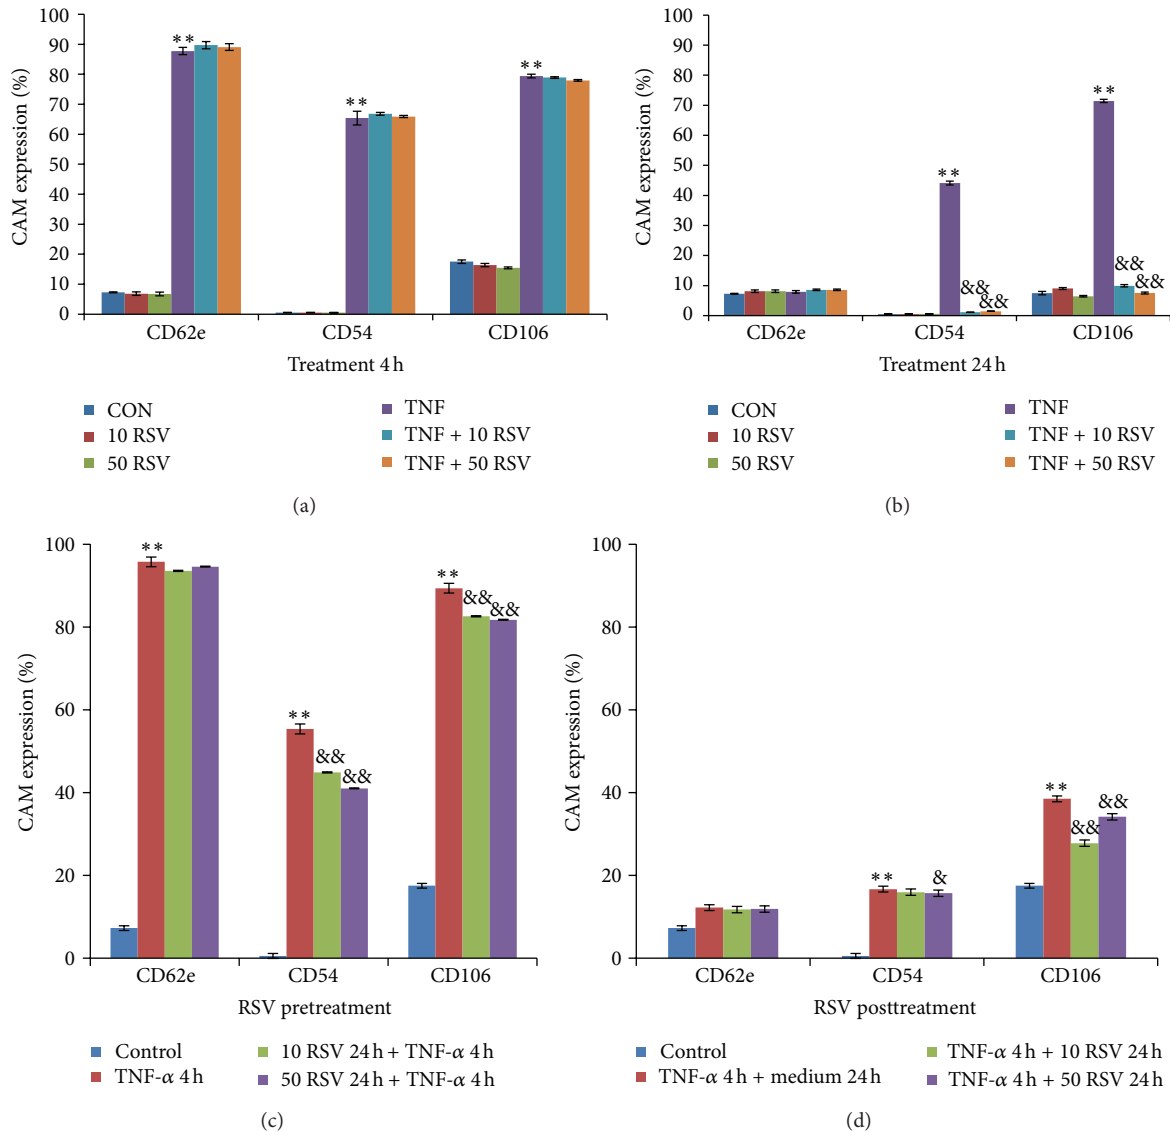 100
90
80
70
60
50
40
30
20
10
0
CAM expression (%)
**
**
**
CD62e CD54 CD106
Treatment 4 h
CON
10 RSV
50 RSV
TNF
TNF + 10 RSV
TNF + 50 RSV
(a)
100
90
80
70
60
50
40
30
20
10
0
CAM expression (%)
**
&&
&&
**
&&
&&
CD62e CD54 CD106
Treatment 24 h
CON
10 RSV
50 RSV
TNF
TNF + 10 RSV
TNF + 50 RSV
(b)
100
80
60
40
20
0
CAM expression (%)
**
**
&&
&&
**
&&
&&
CD62e CD54 CD106
RSV pretreatment
Control
TNF-α 4 h
10 RSV 24 h + TNF-α 4 h
50 RSV 24 h + TNF-α 4 h
(c)
100
80
60
40
20
0
CAM expression (%)
**
&
**
&&
&&
CD62e CD54 CD106
RSV posttreatment
Control
TNF-α 4 h + medium 24 h
TNF-α 4 h + 10 RSV 24 h
TNF-α 4 h + 50 RSV 24 h
(d)